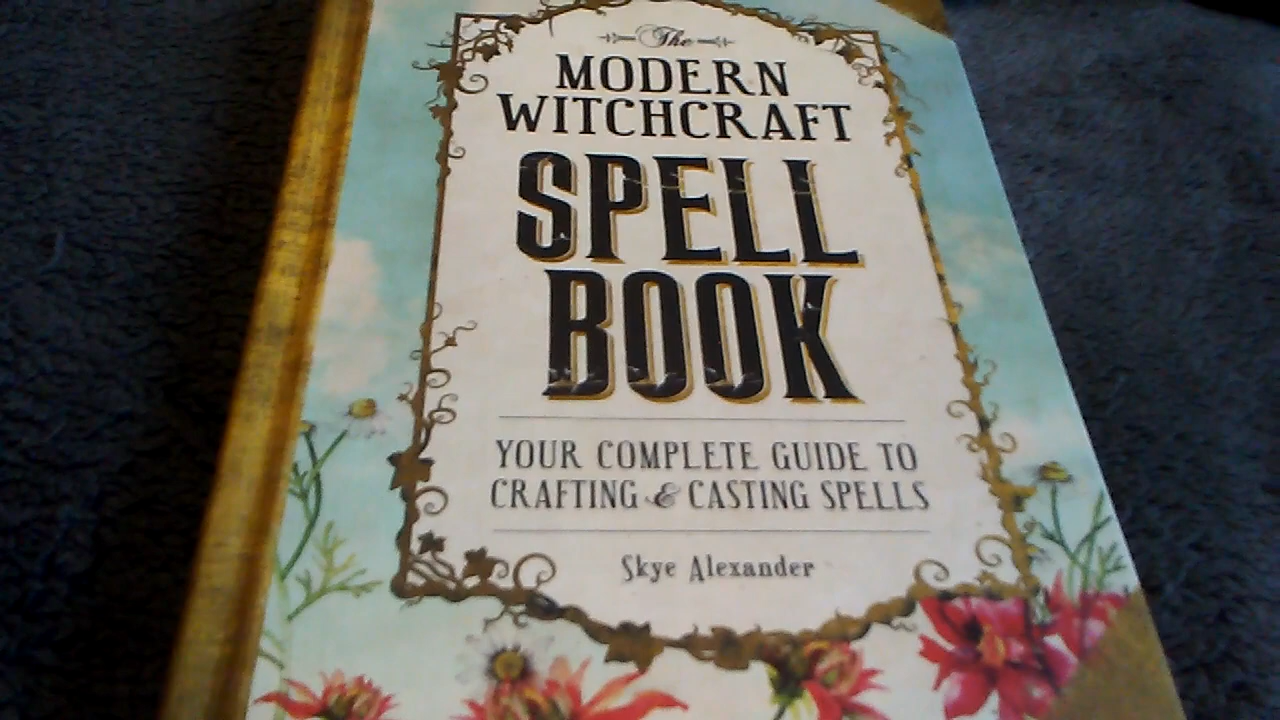 The
MODERN
WITCHCRAFT
SPELL
BOOK
YOUR COMPLETE GUIDE TO
CRAFTING & CASTING SPELLS
Skye Alexander